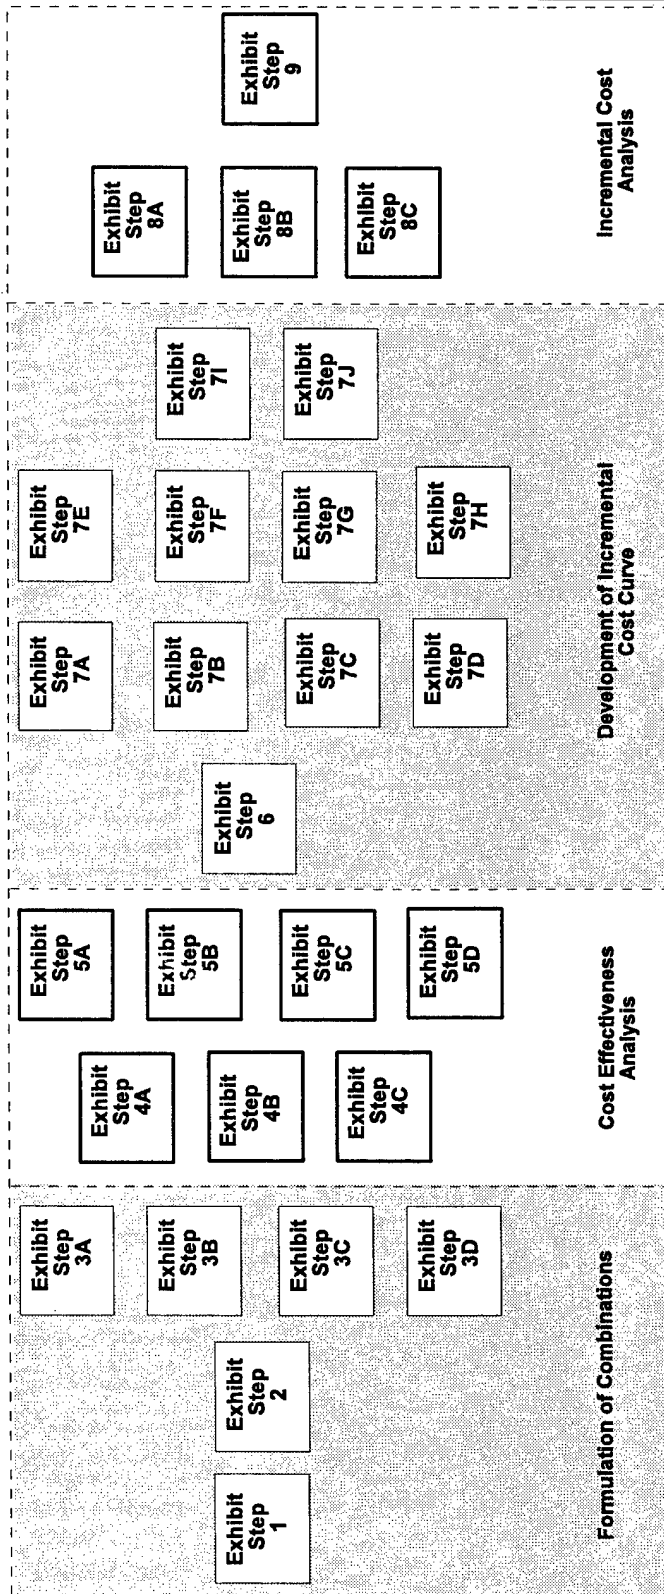 Exhibit
Step
1
Exhibit
Step
2
Exhibit
Step
3A
Exhibit
Step
3B
Exhibit
Step
3C
Exhibit
Step
3D
Formulation of Combinations
Exhibit
Step
4A
Exhibit
Step
4B
Exhibit
Step
4C
Exhibit
Step
5A
Exhibit
Step
5B
Exhibit
Step
5C
Exhibit
Step
5D
Cost Effectiveness
Analysis
Exhibit
Step
6
Exhibit
Step
7A
Exhibit
Step
7B
Exhibit
Step
7C
Exhibit
Step
7D
Exhibit
Step
7E
Exhibit
Step
7F
Exhibit
Step
7G
Exhibit
Step
7H
Exhibit
Step
7I
Exhibit
Step
7J
Development of Incremental
Cost Curve
Exhibit
Step
8A
Exhibit
Step
8B
Exhibit
Step
8C
Exhibit
Step
9
Incremental Cost
Analysis